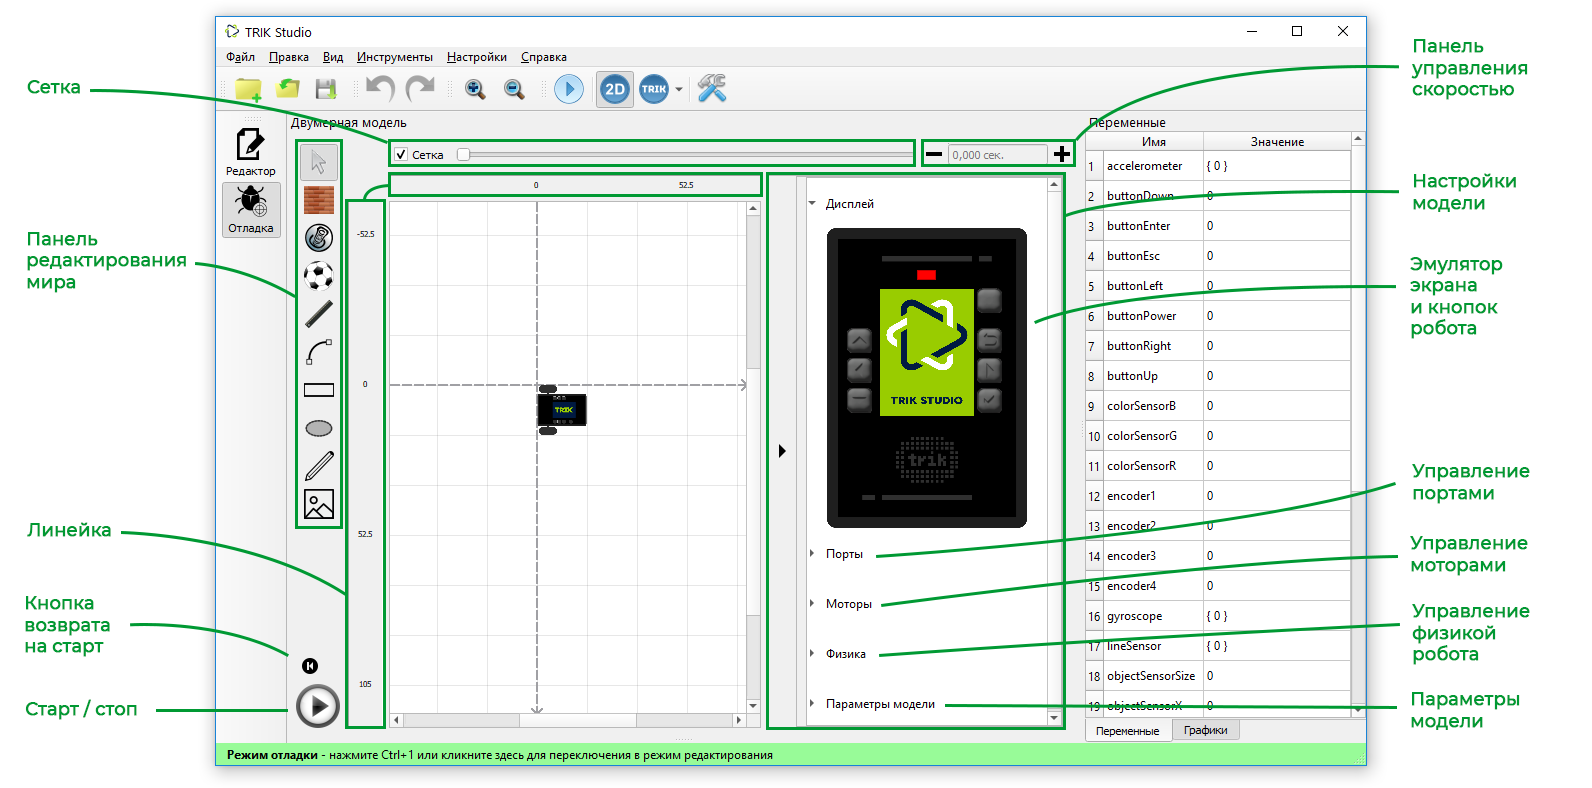 TRIK Studio
Файл Правка Вид Инструменты Настройки Справка
2D
TRIK
Двумерная модель
Редактор
Отладка
Сетка
0,000 сек.
0 52.5
-52.5
0
52.5
105
TRIK
Дисплей
TRIK STUDIO
trik
Порты
Моторы
Физика
Параметры модели
Переменные
Имя Значение
1 accelerometer { 0 }
2 buttonDown 0
3 buttonEnter 0
4 buttonEsc 0
5 buttonLeft 0
6 buttonPower 0
7 buttonRight 0
8 buttonUp 0
9 colorSensorB 0
10 colorSensorG 0
11 colorSensorR 0
12 encoder1 0
13 encoder2 0
14 encoder3 0
15 encoder4 0
16 gyroscope { 0 }
17 lineSensor { 0 }
18 objectSensorSize 0
19 objectSensorX 0
Переменные Графики
Режим отладки - нажмите Ctrl+1 или кликните здесь для переключения в режим редактирования
Сетка
Панель
редактирования
мира
Линейка
Кнопка
возврата
на старт
Старт / стоп
Панель
управления
скоростью
Настройки
модели
Эмулятор
экрана
и кнопок
робота
Управление
портами
Управление
моторами
Управление
физикой
робота
Параметры
модели